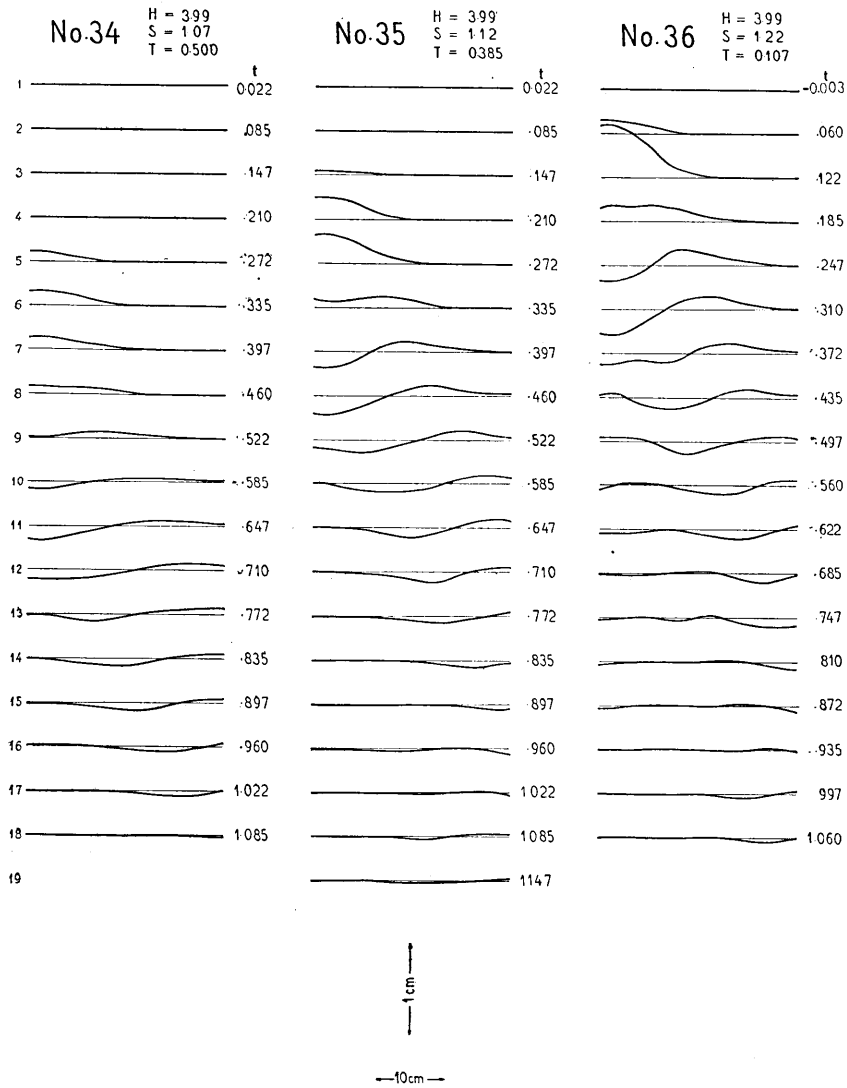 No.34
H = 3.99
S = 1.07
T = 0.500
No.35
H = 3.99
S = 1.12
T 0.385
No.36
H = 3.99
S = 1.22
T 0.107
t
t
1 0.022 0.022 -0.003
2 .085 .085 .060
3 .147 .147 .122
4 .210 .210 .185
5 .272 .272 .247
6 .335 .335 .310
7 .397 .397 .372
8 .460 .460 .435
9 .522 .522 .497
10 .585 .585 .560
11 .647 .647 .622
12 .710 .710 .685
13 .772 .772 .747
14 .835 .835 810
15 .897 .897 .872
16 .960 .960 .935
17 1.022 1.022 997
18 1.085 1.085 1.060
19 1147
1cm
10cm